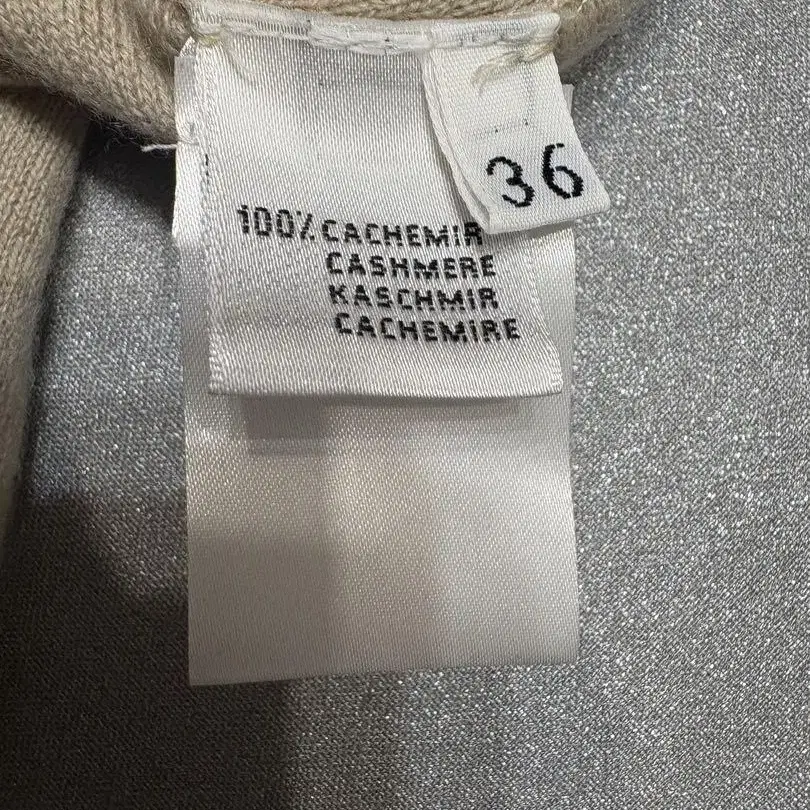 36
100% CACHEMIR
CASHMERE
KASCHMIR
CACHEMIRE